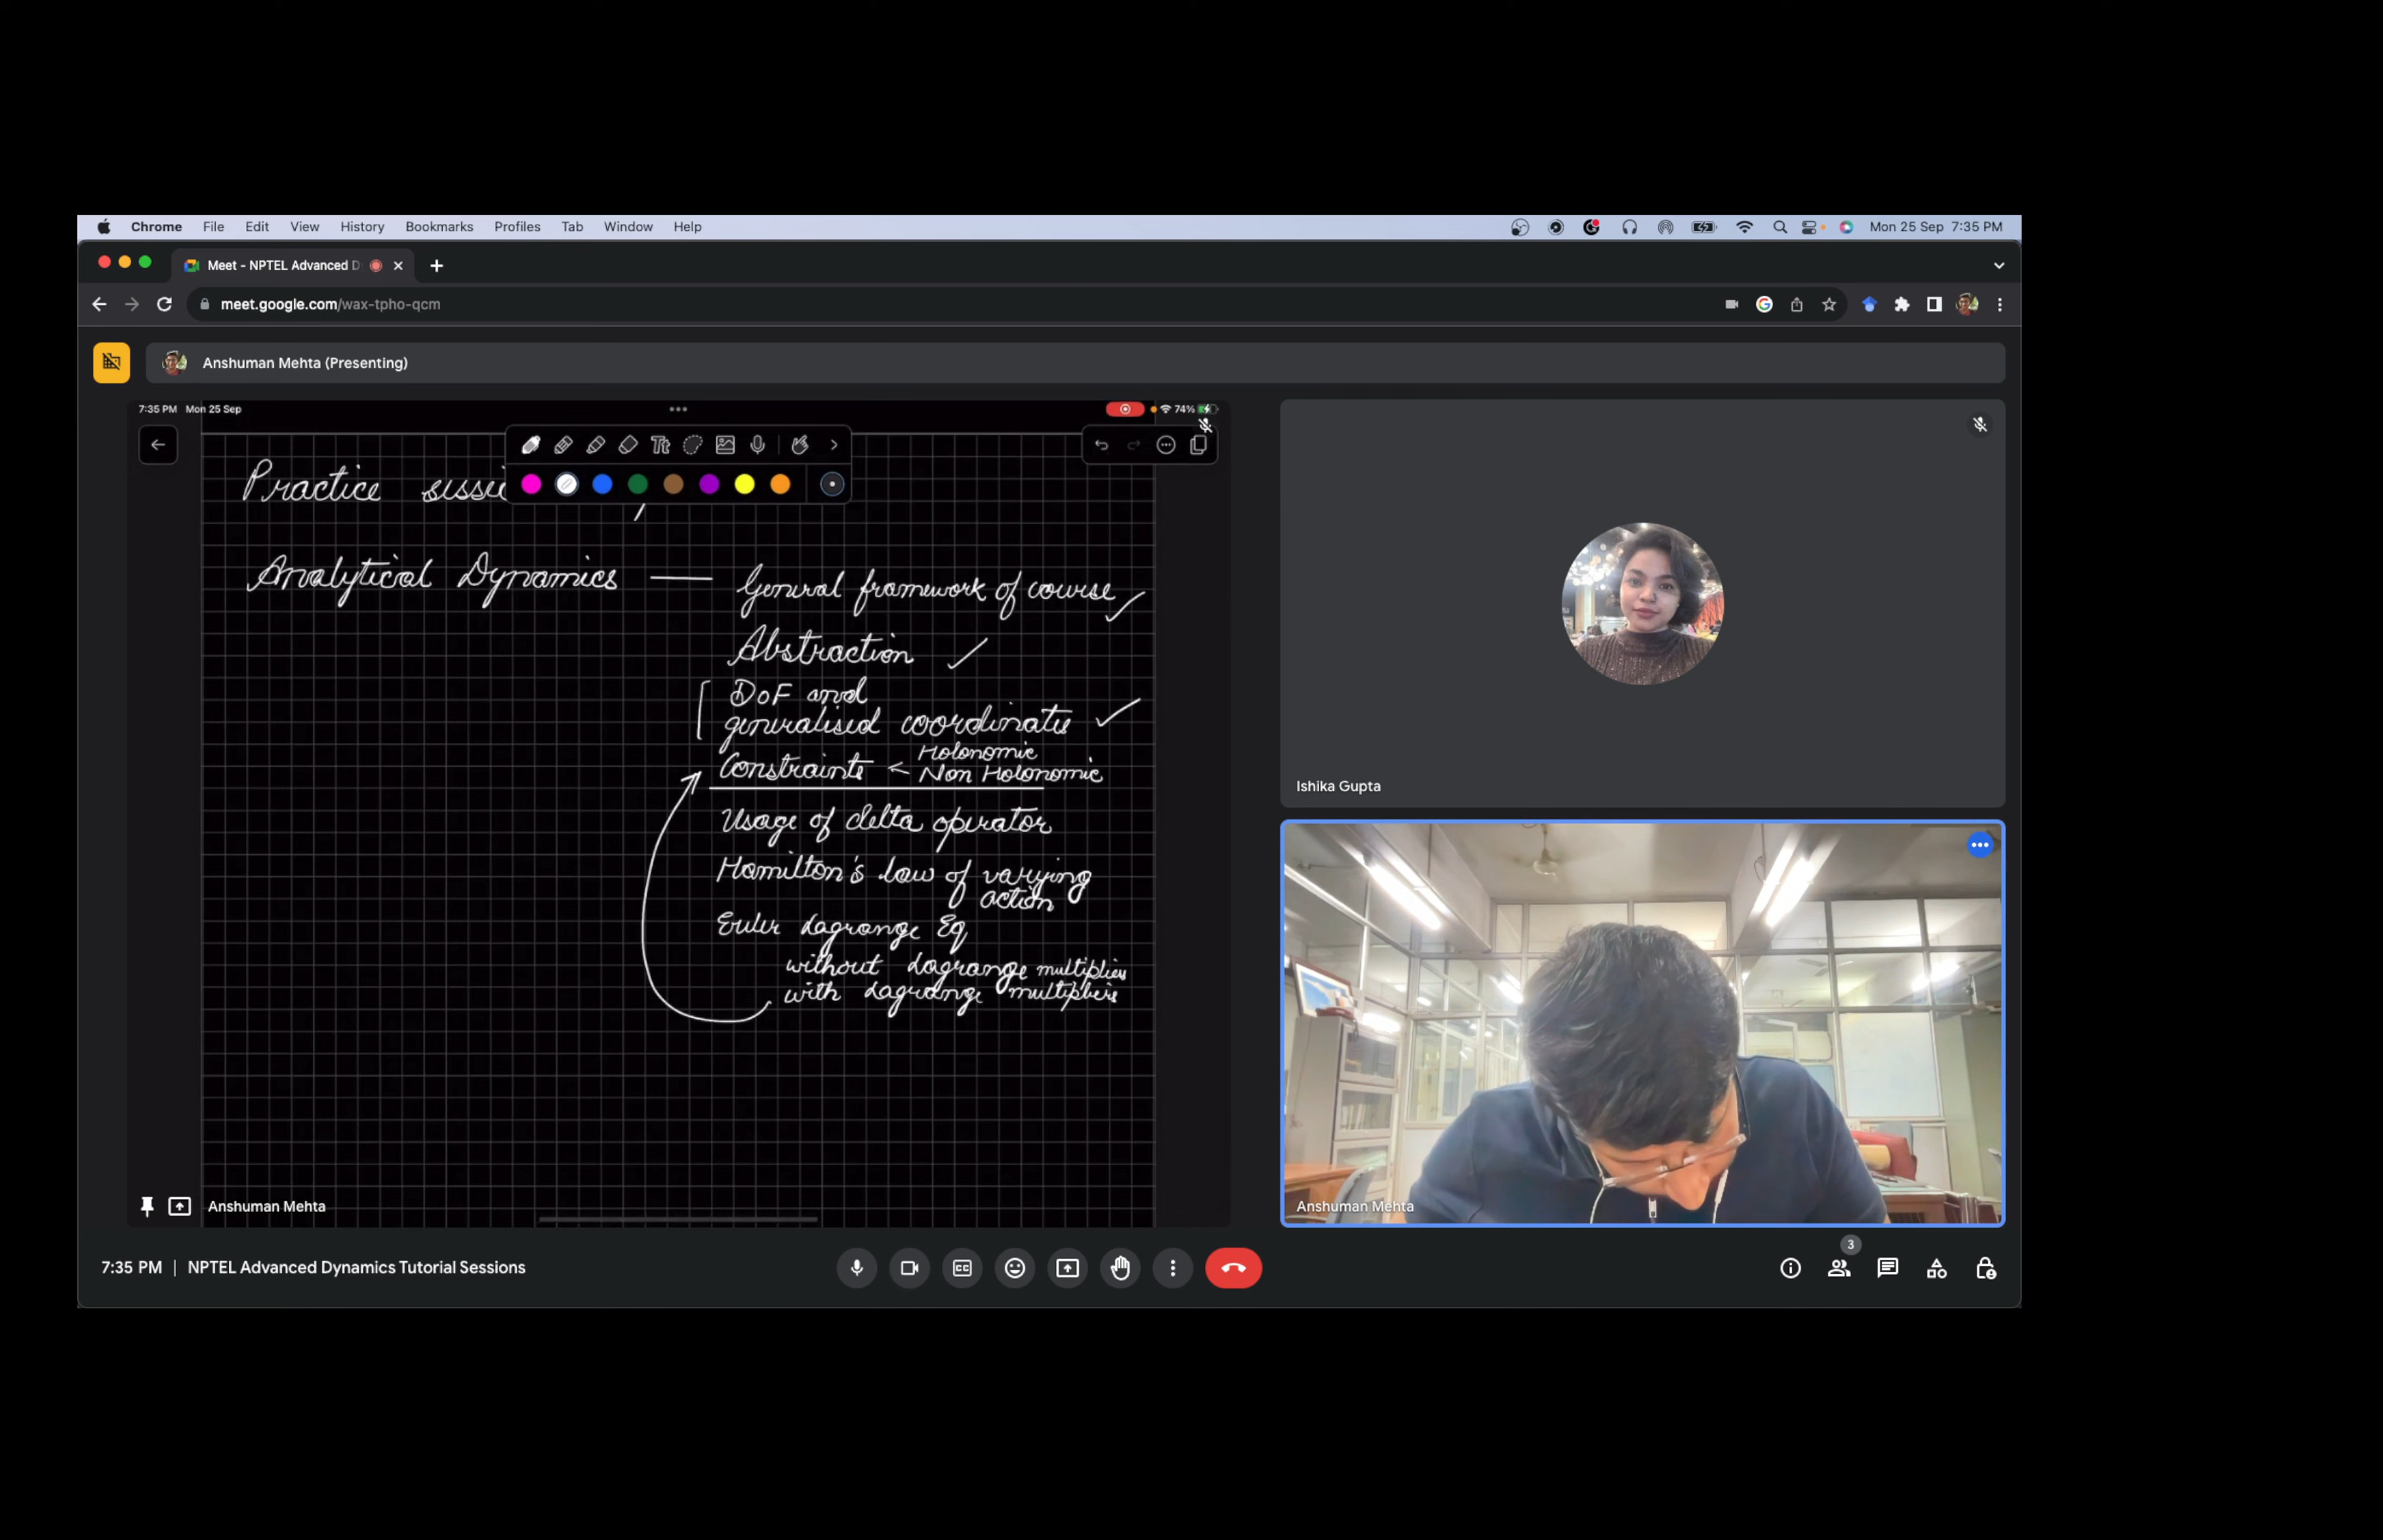 Chrome File Edit View History Bookmarks Profiles Tab Window Help Mon 25 Sep 7:35 PM
Meet - NPTEL Advanced D
meet.google.com/wax-tpho-qcm
Anshuman Mehta (Presenting)
7:35 PM Mon 25 Sep 74%
Tt
Practice
Analytical Dynamics — General framework of course ✓
Abstraction ✓
DoF and
generalised coordinates ✓
Constraints < Holonomic
Non Holonomic
Usage of delta operator
Hamilton's law of varying
action
Euler Lagrange Eq
without Lagrange multipliers
with Lagrange multipliers
Anshuman Mehta
Ishika Gupta
Anshuman Mehta
7:35 PM | NPTEL Advanced Dynamics Tutorial Sessions
CC
3